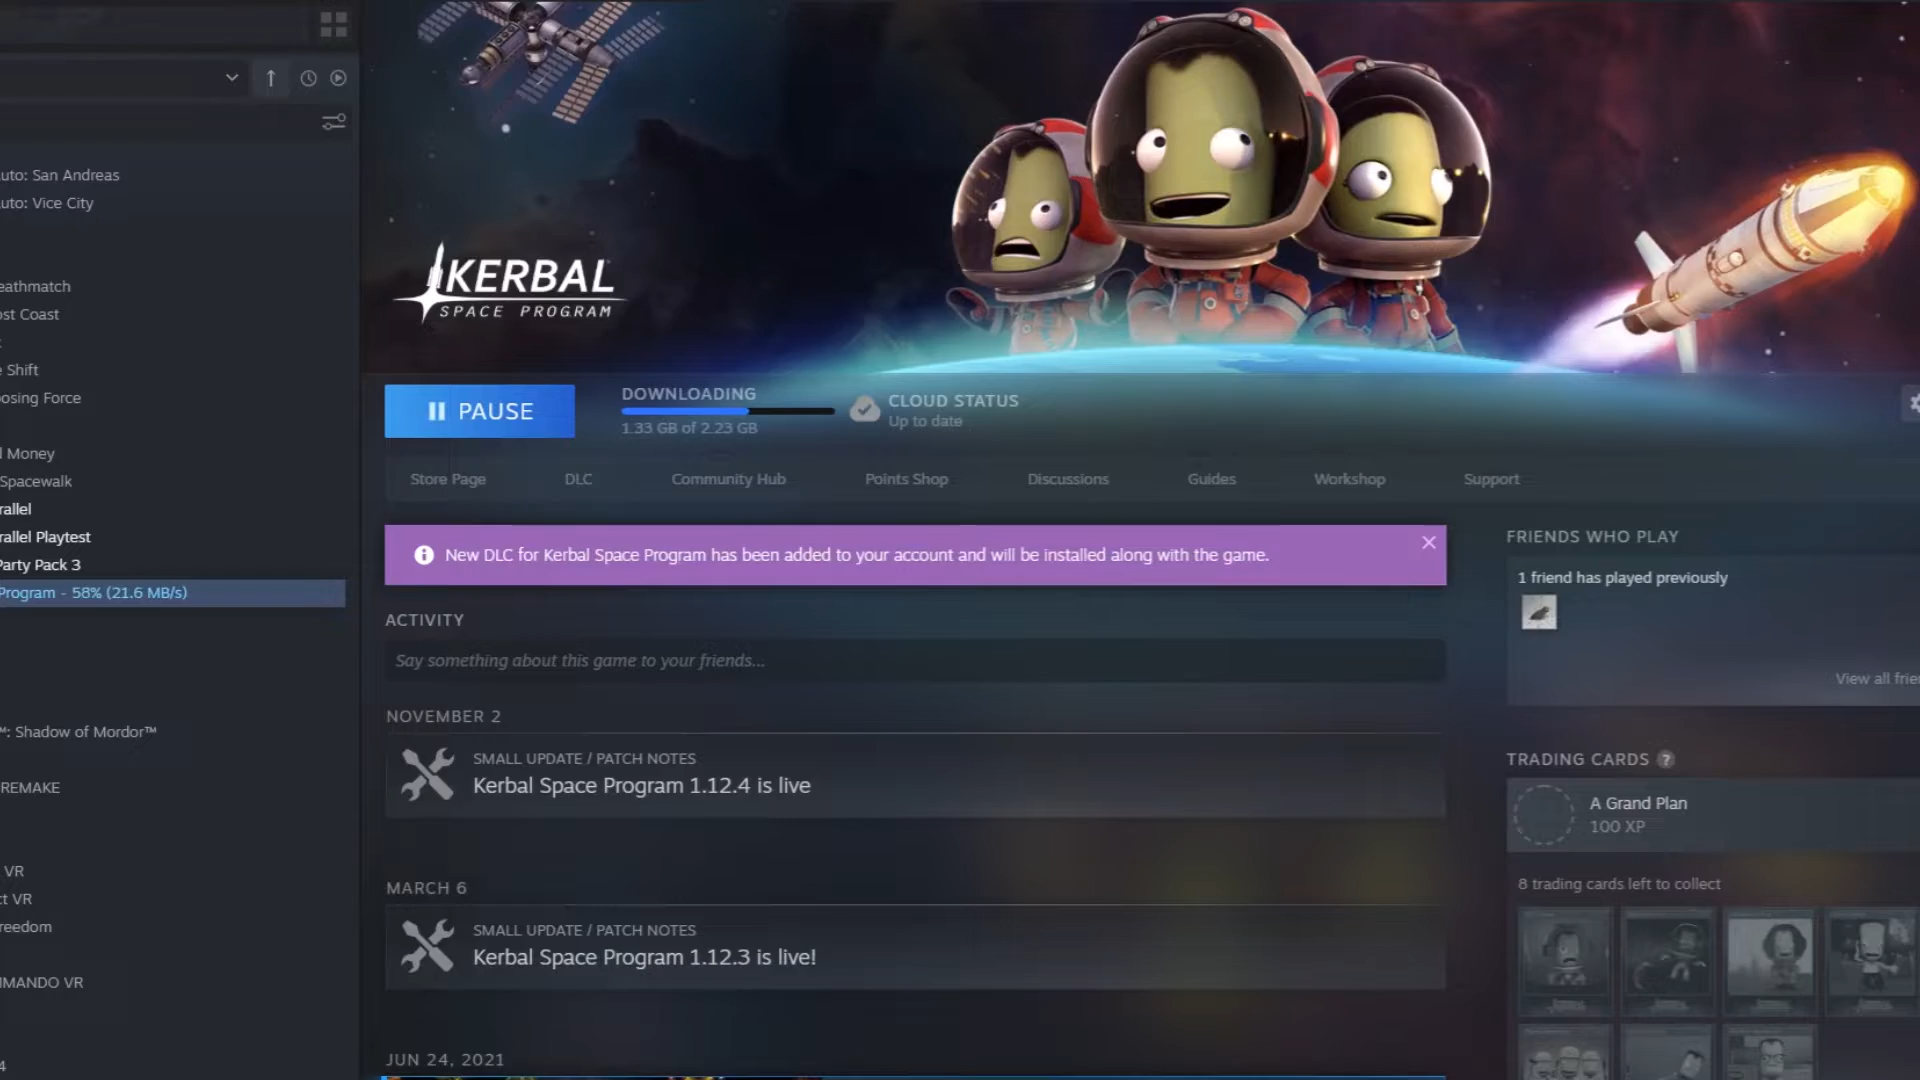 uto: San Andreas
uto: Vice City
eathmatch
ost Coast
e Shift
posing Force
l Money
Spacewalk
rallel
rallel Playtest
Party Pack 3
Program - 58% (21.6 MB/s)
™: Shadow of Mordor™
REMAKE
VR
ct VR
reedom
MMANDO VR
4
KERBAL
SPACE PROGRAM
PAUSE
DOWNLOADING
1.33 GB of 2.23 GB
CLOUD STATUS
Up to date
Store Page DLC Community Hub Points Shop Discussions Guides Workshop Support
New DLC for Kerbal Space Program has been added to your account and will be installed along with the game.
ACTIVITY
Say something about this game to your friends...
NOVEMBER 2
SMALL UPDATE / PATCH NOTES
Kerbal Space Program 1.12.4 is live
MARCH 6
SMALL UPDATE / PATCH NOTES
Kerbal Space Program 1.12.3 is live!
JUN 24, 2021
FRIENDS WHO PLAY
1 friend has played previously
View all frie
TRADING CARDS ?
A Grand Plan
100 XP
8 trading cards left to collect